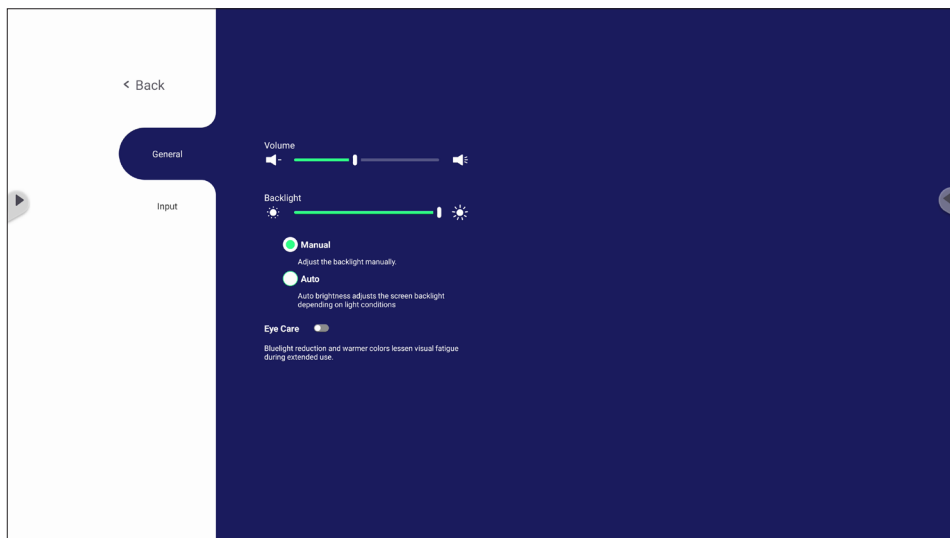 < Back
General
Input
Volume
Backlight
Manual
Adjust the backlight manually.
Auto
Auto brightness adjusts the screen backlight
depending on light conditions
Eye Care
Bluelight reduction and warmer colors lessen visual fatigue
during extended use.